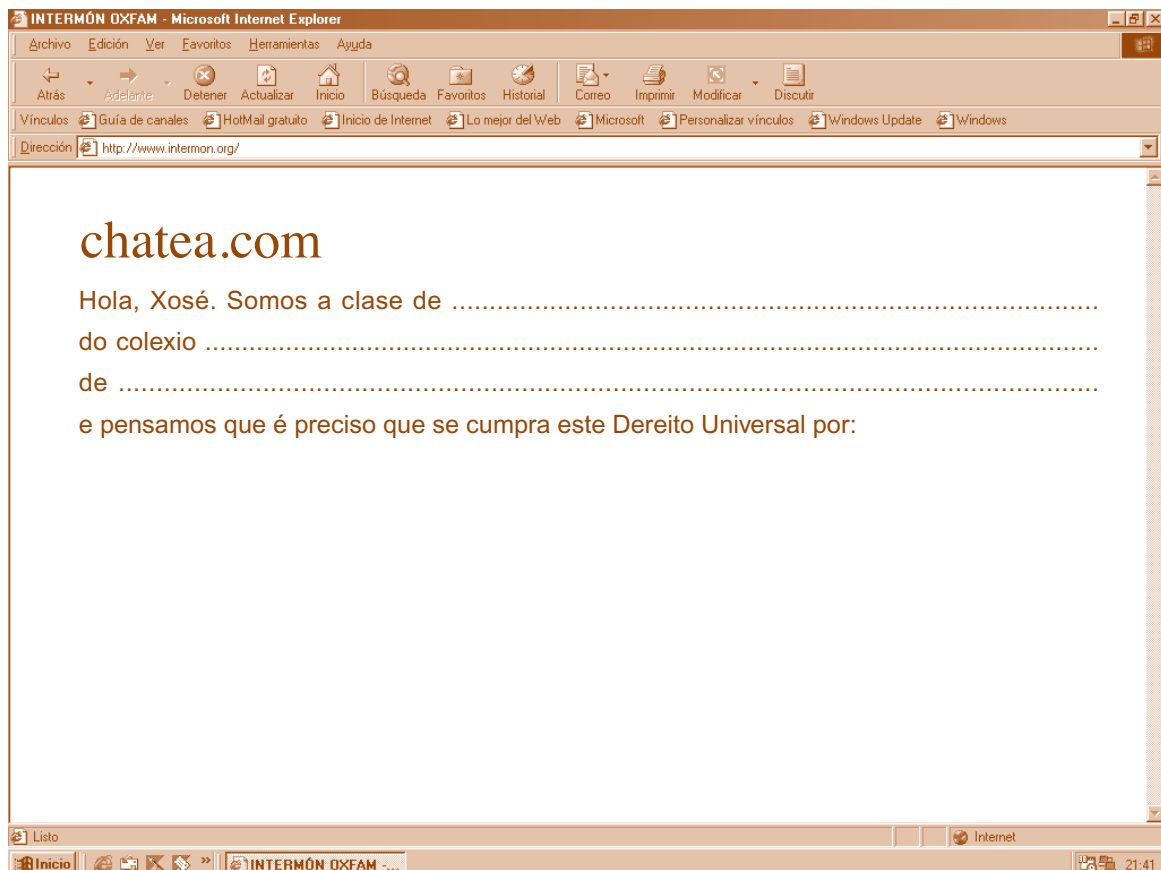 INTERMÓN OXFAM - Microsoft Internet Explorer
Archivo Edición Ver Favoritos Herramientas Ayuda
Atrás Adelante Detener Actualizar Inicio Búsqueda Favoritos Historial Correo Imprimir Modificar Discutir
Vínculos Guía de canales HotMail gratuito Inicio de Internet Lo mejor del Web Microsoft Personalizar vínculos Windows Update Windows
Dirección http://www.intermon.org/
chatea.com
Hola, Xosé. Somos a clase de ........................................................................
do colexio ........................................................................
de ........................................................................
e pensamos que é preciso que se cumpra este Dereito Universal por:
Listo Internet
Inicio » INTERMÓN OXFAM -... 21:41